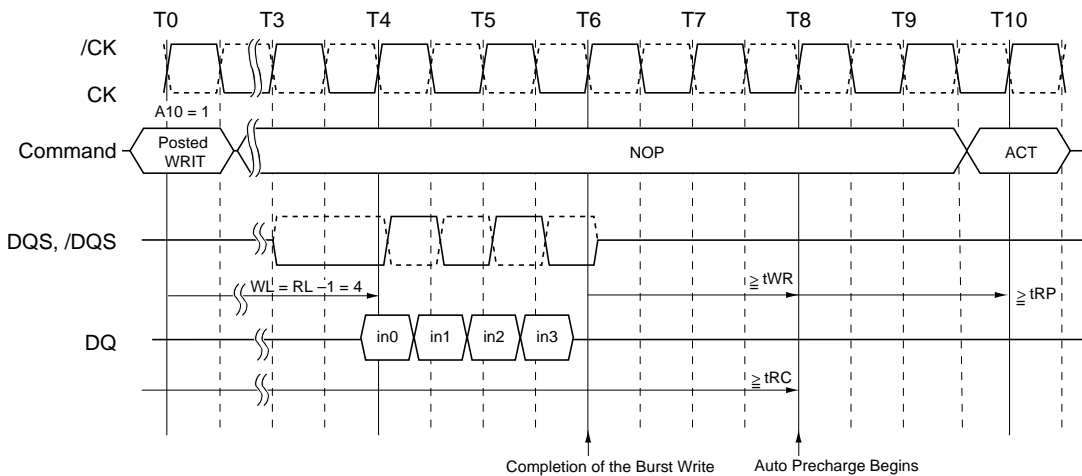 T0 T3 T4 T5 T6 T7 T8 T9 T10
/CK
CK
A10 = 1
Command Posted WRIT NOP ACT
DQS, /DQS
WL = RL –1 = 4 ≧ tWR ≧ tRP
DQ in0 in1 in2 in3
≧ tRC
Completion of the Burst Write Auto Precharge Begins